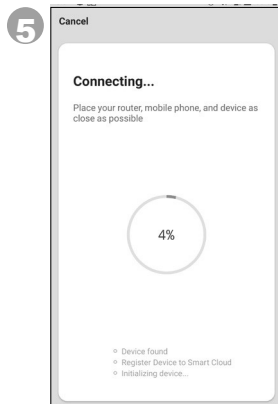 5
Cancel
Connecting...
Place your router, mobile phone, and device as
close as possible
4%
Device found
Register Device to Smart Cloud
Initializing device...